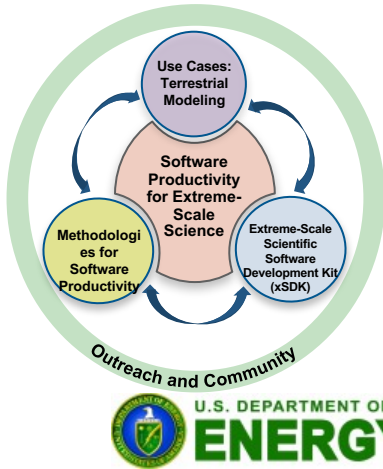 Use Cases:
Terrestrial
Modeling
Software
Productivity
for Extreme-
Scale
Science
Methodologi
es for
Software
Productivity
Extreme-Scale
Scientific
Software
Development Kit
(xSDK)
Outreach and Community
U.S. DEPARTMENT OF
ENERGY